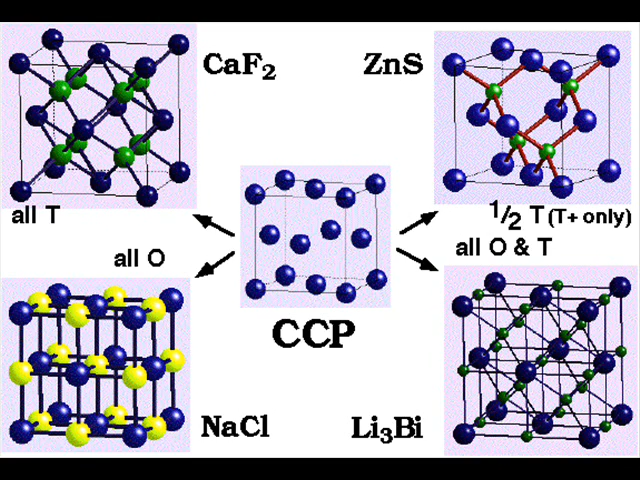 CaF₂
ZnS
all T
½ T (T+ only)
all O
all O & T
CCP
NaCl
Li₃Bi